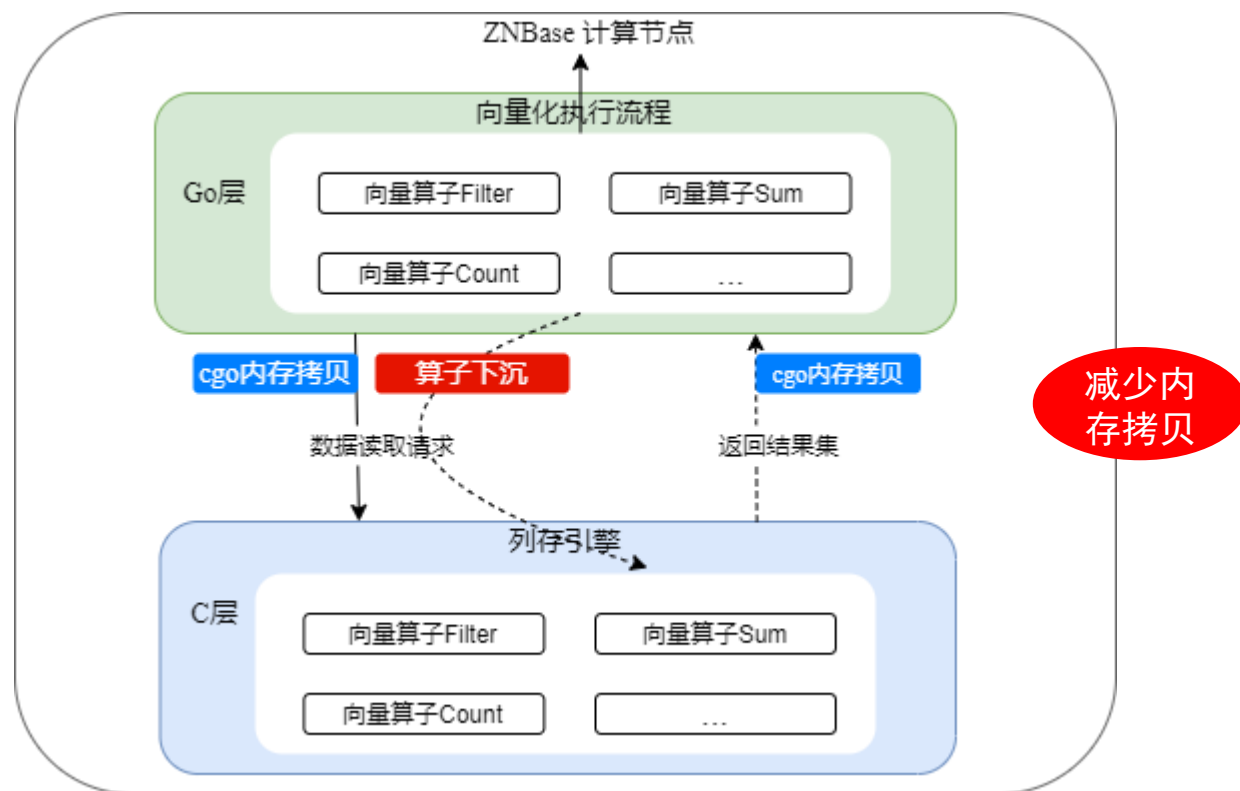 ZNBase 计算节点
向量化执行流程
Go层
向量算子Filter
向量算子Sum
向量算子Count
...
cgo内存拷贝
算子下沉
cgo内存拷贝
减少内
存拷贝
数据读取请求
返回结果集
列存引擎
C层
向量算子Filter
向量算子Sum
向量算子Count
...